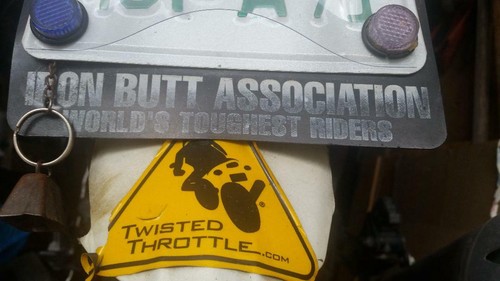 IRON BUTT ASSOCIATION
WORLD'S TOUGHEST RIDERS
TWISTED
THROTTLE.COM
®